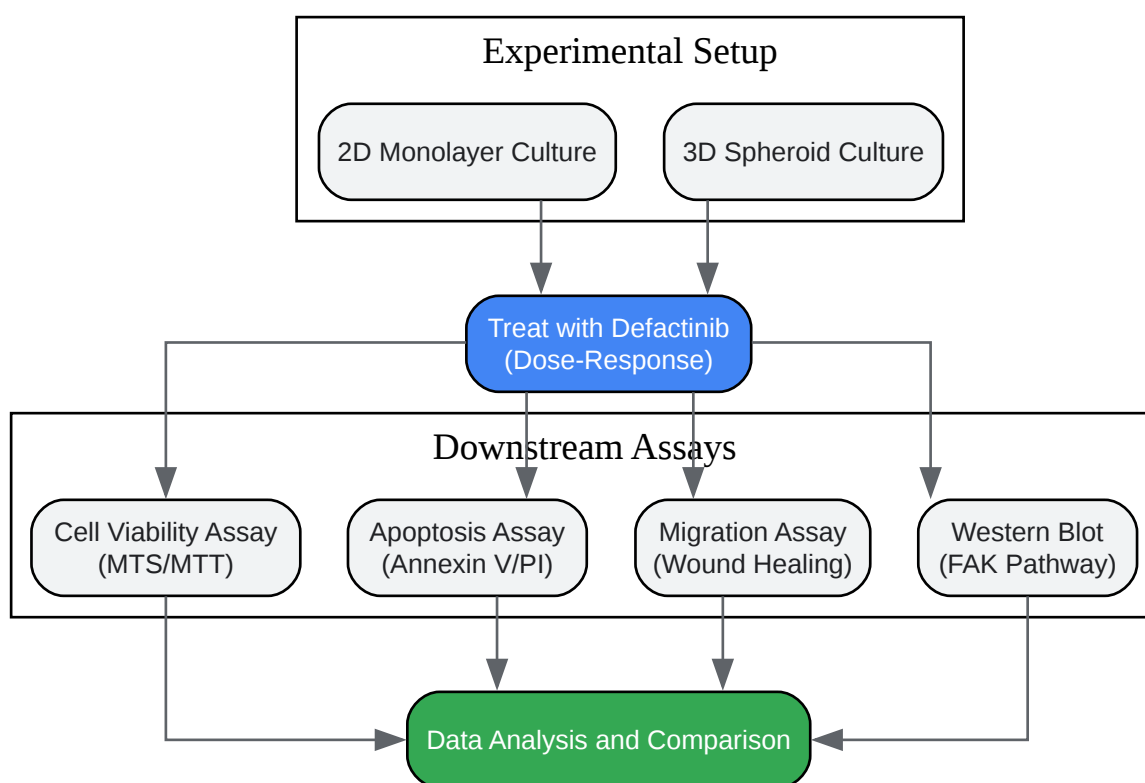 Experimental Setup
2D Monolayer Culture
3D Spheroid Culture
Treat with Defactinib
(Dose-Response)
Downstream Assays
Cell Viability Assay
(MTS/MTT)
Apoptosis Assay
(Annexin V/PI)
Migration Assay
(Wound Healing)
Western Blot
(FAK Pathway)
Data Analysis and Comparison